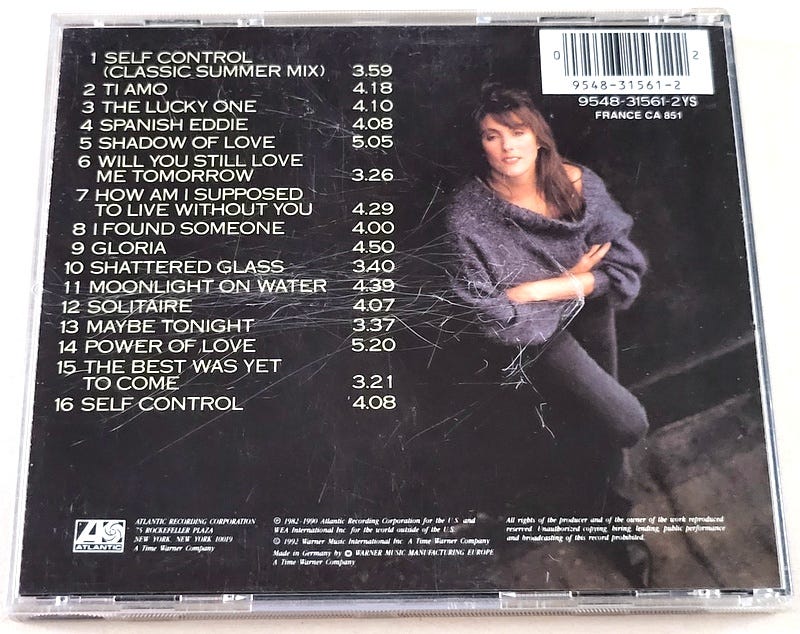 1 SELF CONTROL
(CLASSIC SUMMER MIX) 3.59
2 TI AMO 4.18
3 THE LUCKY ONE 4.10
4 SPANISH EDDIE 4.08
5 SHADOW OF LOVE 5.05
6 WILL YOU STILL LOVE
ME TOMORROW 3.26
7 HOW AM I SUPPOSED
TO LIVE WITHOUT YOU 4.29
8 I FOUND SOMEONE 4.00
9 GLORIA 4.50
10 SHATTERED GLASS 3.40
11 MOONLIGHT ON WATER 4.39
12 SOLITAIRE 4.07
13 MAYBE TONIGHT 3.37
14 POWER OF LOVE 5.20
15 THE BEST WAS YET
TO COME 3.21
16 SELF CONTROL 4.08
0 2
9548-31561-2
9548-31561-2YS
FRANCE CA 851
ATLANTIC
ATLANTIC RECORDING CORPORATION
75 ROCKEFELLER PLAZA
NEW YORK, NEW YORK 10019
A Time Warner Company
℗ 1982-1990 Atlantic Recording Corporation for the U.S. and
WEA International Inc. for the world outside of the U.S.
© 1992 Warner Music International Inc. A Time Warner Company
Made in Germany by WARNER MUSIC MANUFACTURING EUROPE
A Time Warner Company
All rights of the producer and of the owner of the work reproduced
reserved. Unauthorized copying, hiring, lending, public performance
and broadcasting of this record prohibited.